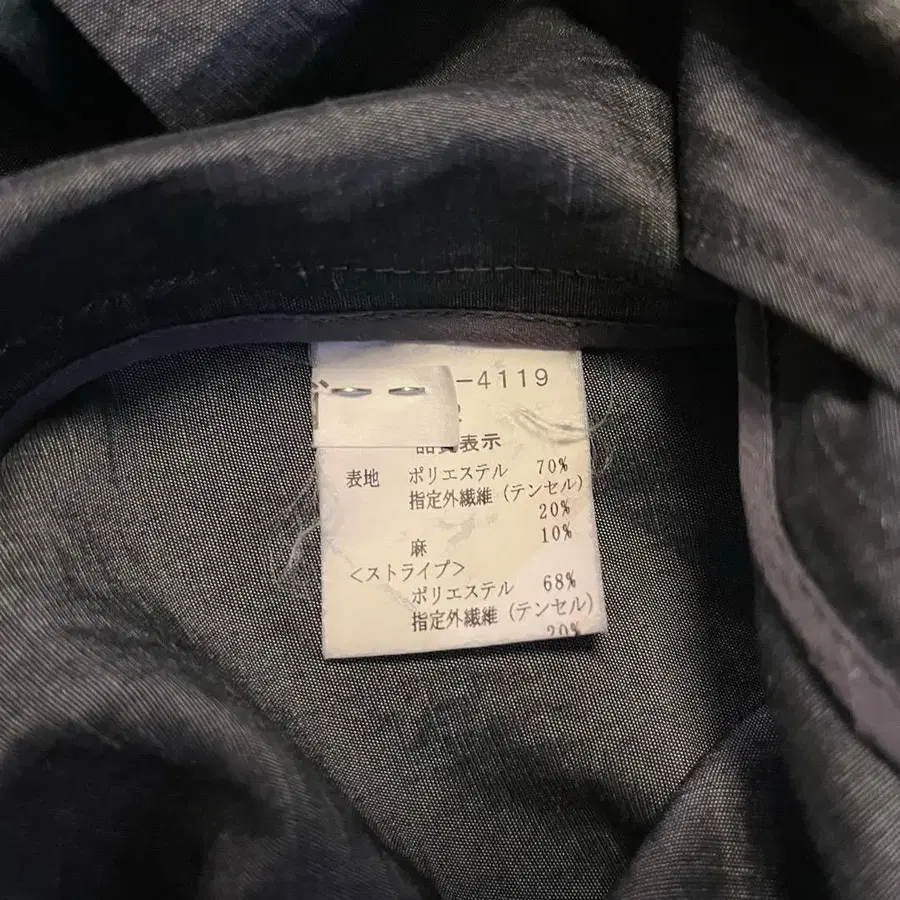 -4119
品質表示
表地 ポリエステル 70%
指定外繊維(テンセル)
20%
麻 10%
<ストライプ>
ポリエステル 68%
指定外繊維(テンセル)
20%